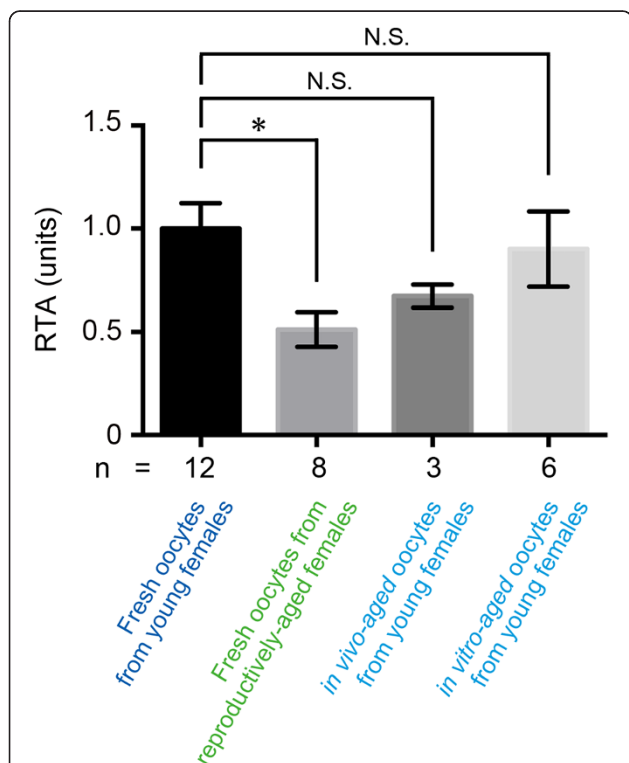 N.S.
N.S.
*
1.5
1.0
0.5
0
RTA (units)
n = 12 8 3 6
Fresh oocytes
from young females
Fresh oocytes from
reproductively-aged females
in vivo-aged oocytes
from young females
in vitro-aged oocytes
from young females